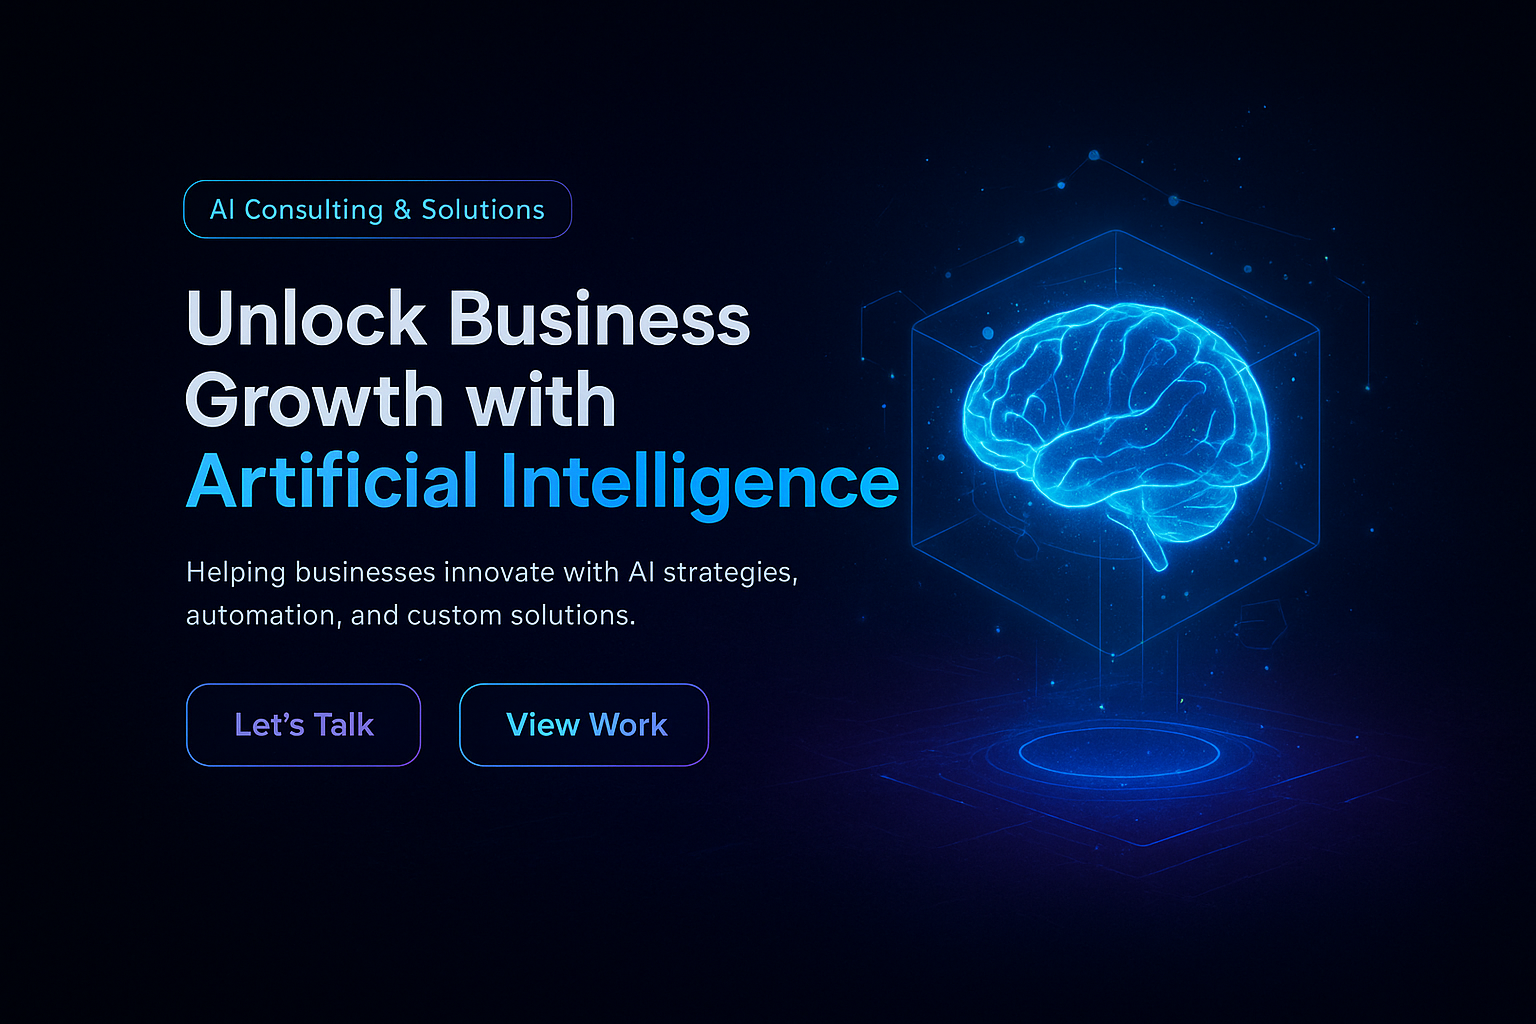 AI Consulting & Solutions
Unlock Business
Growth with
Artificial Intelligence
Helping businesses innovate with AI strategies,
automation, and custom solutions.
Let’s Talk
View Work